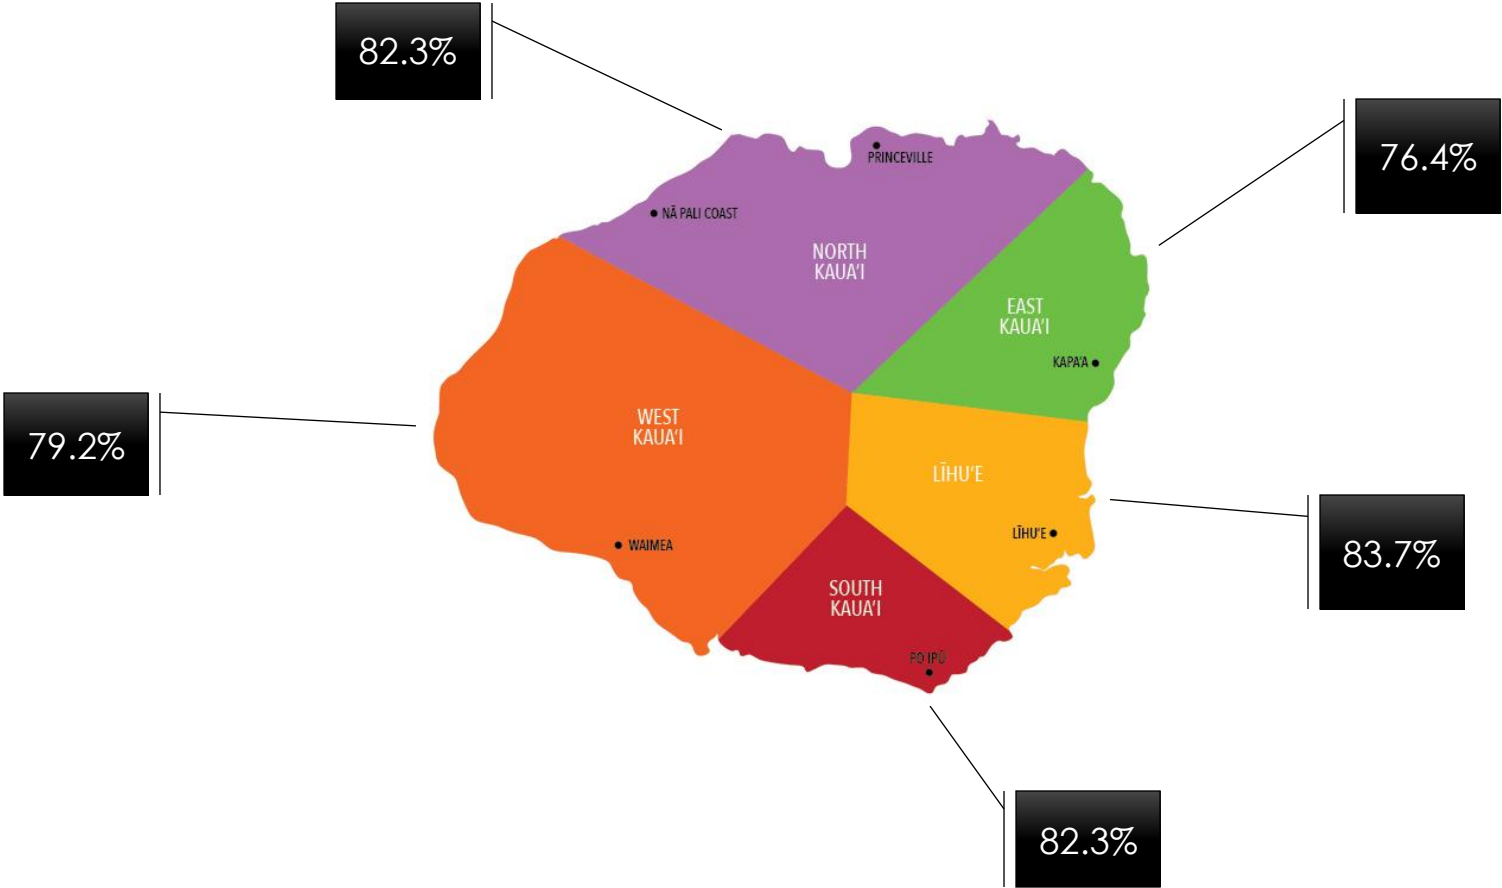 82.3%
76.4%
PRINCEVILLE
NĀ PALI COAST
NORTH
KAUA‘I
EAST
KAUA‘I
KAPA‘A
79.2%
WEST
KAUA‘I
LĪHU‘E
LĪHU‘E
83.7%
WAIMEA
SOUTH
KAUA‘I
PO IPŪ
82.3%